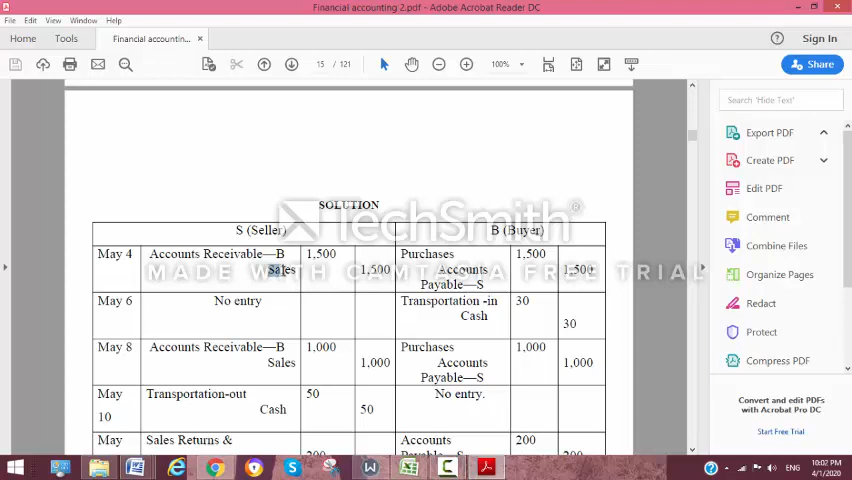 Financial accounting 2.pdf - Adobe Acrobat Reader DC
File Edit View Window Help
Home Tools Financial accountin... × ? Sign In
15 / 121 100% Share
SOLUTION
S (Seller) B (Buyer)
May 4 Accounts Receivable—B 1,500 Purchases 1,500
Sales 1,500 Accounts 1,500
Payable—S
May 6 No entry Transportation -in 30
Cash
30
May 8 Accounts Receivable—B 1,000 Purchases 1,000
Sales 1,000 Accounts 1,000
Payable—S
May Transportation-out 50 No entry.
10 Cash 50
May Sales Returns & Accounts 200
200 Payable—S 200
TechSmith
MADE WITH CAMTASIA FREE TRIAL
Search 'Hide Text'
Export PDF
Create PDF
Edit PDF
Comment
Combine Files
Organize Pages
Redact
Protect
Compress PDF
Convert and edit PDFs
with Acrobat Pro DC
Start Free Trial
ENG
10:02 PM
4/1/2020